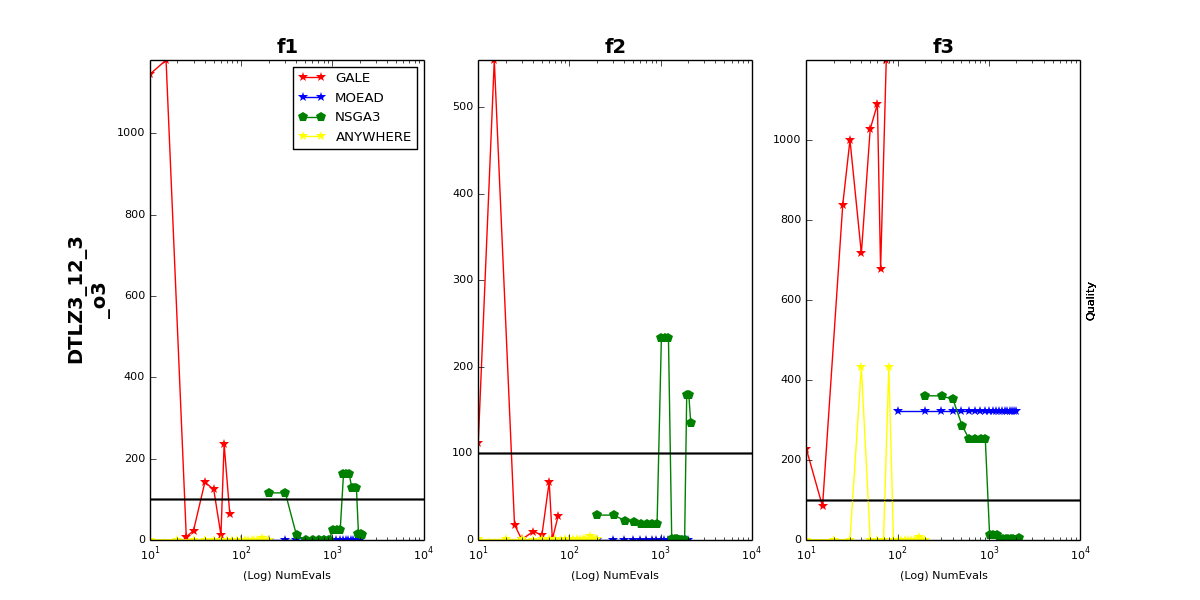 f1
f2
f3
GALE
MOEAD
NSGA3
ANYWHERE
DTLZ3_12_3
_o3
1000
800
600
400
200
0
10^1
10^2
10^3
10^4
(Log) NumEvals
500
400
300
200
100
0
10^1
10^2
10^3
10^4
(Log) NumEvals
1000
800
600
400
200
0
10^1
10^2
10^3
10^4
(Log) NumEvals
Quality